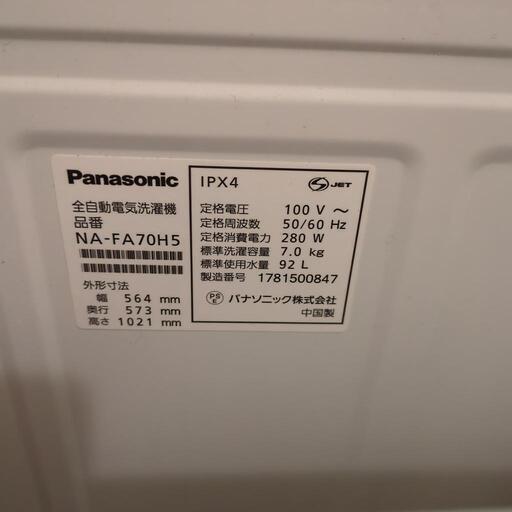 Panasonic
全自動電気洗濯機
品番
NA-FA70H5
外形寸法
幅 564 mm
奥行 573 mm
高さ 1021 mm
IPX4
S JET
定格電圧 100 V ～
定格周波数 50/60 Hz
定格消費電力 280 W
標準洗濯容量 7.0 kg
標準使用水量 92 L
製造番号 1781500847
PS E パナソニック株式会社
中国製